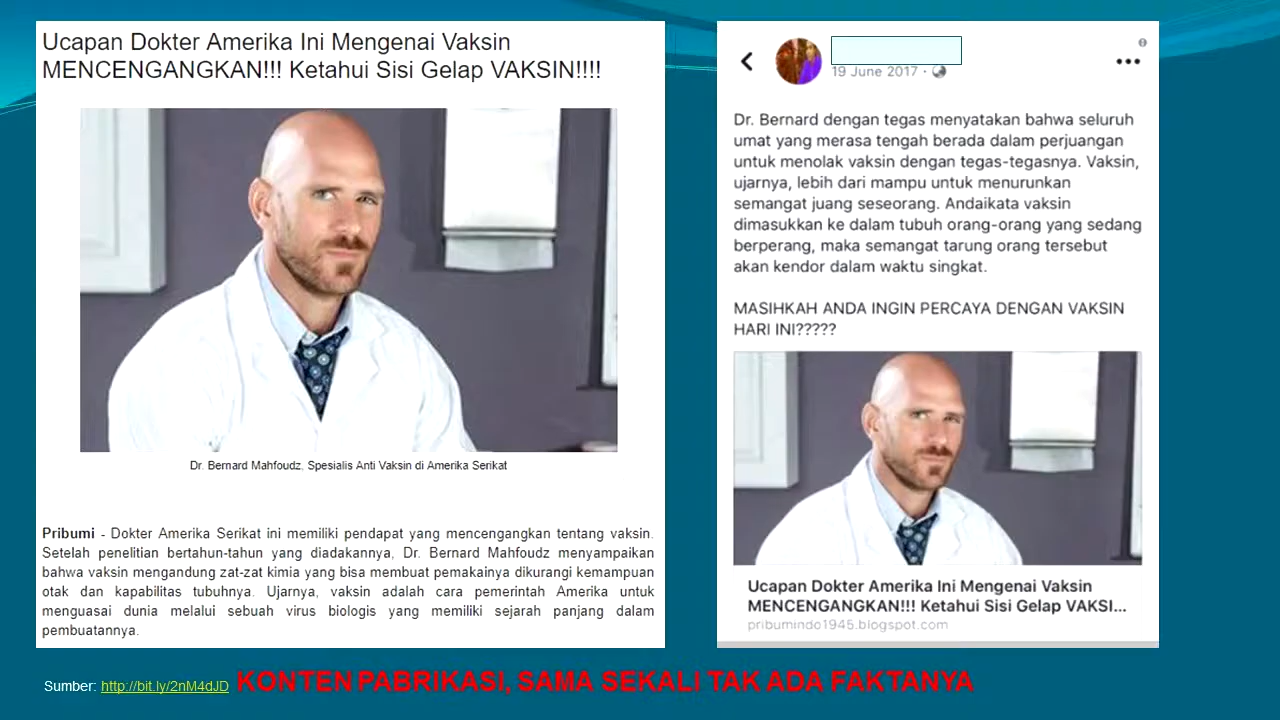 Ucapan Dokter Amerika Ini Mengenai Vaksin
MENCENGANGKAN!!! Ketahui Sisi Gelap VAKSIN!!!!
Dr. Bernard Mahfoudz, Spesialis Anti Vaksin di Amerika Serikat
Pribumi - Dokter Amerika Serikat ini memiliki pendapat yang mencengangkan tentang vaksin.
Setelah penelitian bertahun-tahun yang diadakannya, Dr. Bernard Mahfoudz menyampaikan
bahwa vaksin mengandung zat-zat kimia yang bisa membuat pemakainya dikurangi kemampuan
otak dan kapabilitas tubuhnya. Ujarnya, vaksin adalah cara pemerintah Amerika untuk
menguasai dunia melalui sebuah virus biologis yang memiliki sejarah panjang dalam
pembuatannya.
19 June 2017 ·
Dr. Bernard dengan tegas menyatakan bahwa seluruh
umat yang merasa tengah berada dalam perjuangan
untuk menolak vaksin dengan tegas-tegasnya. Vaksin,
ujarnya, lebih dari mampu untuk menurunkan
semangat juang seseorang. Andaikata vaksin
dimasukkan ke dalam tubuh orang-orang yang sedang
berperang, maka semangat tarung orang tersebut
akan kendor dalam waktu singkat.
MASIHKAH ANDA INGIN PERCAYA DENGAN VAKSIN
HARI INI?????
Ucapan Dokter Amerika Ini Mengenai Vaksin
MENCENGANGKAN!!! Ketahui Sisi Gelap VAKSI...
pribumindo1945.blogspot.com
Sumber: http://bit.ly/2nM4dJD KONTEN PABRIKASI, SAMA SEKALI TAK ADA FAKTANYA